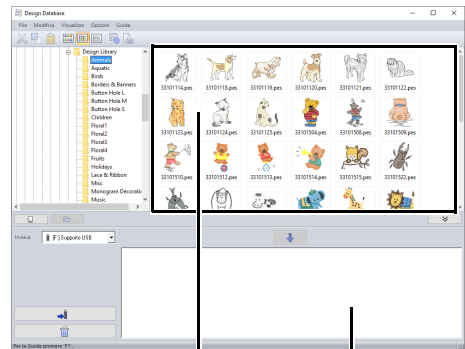 Design Database
File Modifica Visualizza Opzioni Guida
Design Library
Animals
Aquatic
Birds
Borders & Banners
Button Hole L
Button Hole M
Button Hole S
Children
Floral1
Floral2
Floral3
Floral4
Fruits
Holidays
Lace & Ribbon
Misc
Monogram Decorati
Music
33101114.pes 33101118.pes 33101119.pes 33101120.pes 33101121.pes 33101122.pes
33101123.pes 33101124.pes 33101125.pes 33101504.pes 33101508.pes 33101509.pes
33101510.pes 33101512.pes 33101513.pes 33101514.pes 33101515.pes 33101522.pes
Invia a: [F:] Supporto USB
Per la Guida premere 'F1'.